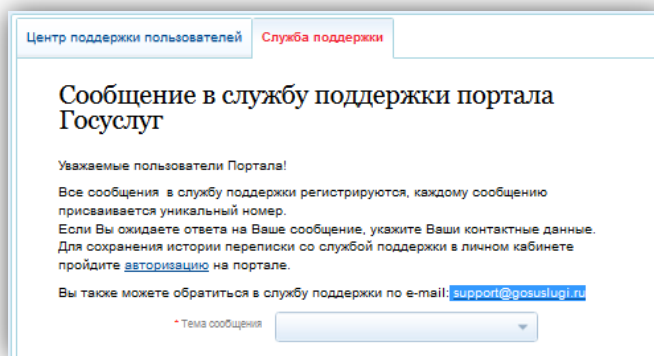 Центр поддержки пользователей Служба поддержки
Сообщение в службу поддержки портала
Госуслуг
Уважаемые пользователи Портала!
Все сообщения в службу поддержки регистрируются, каждому сообщению
присваивается уникальный номер.
Если Вы ожидаете ответа на Ваше сообщение, укажите Ваши контактные данные.
Для сохранения истории переписки со службой поддержки в личном кабинете
пройдите авторизацию на портале.
Вы также можете обратиться в службу поддержки по e-mail: support@gosuslugi.ru
* Тема сообщения